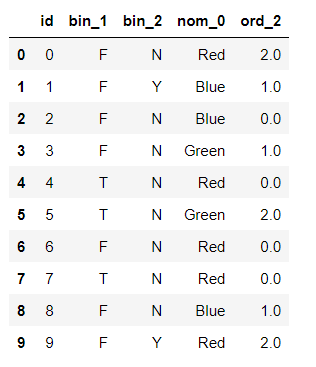 id bin_1 bin_2 nom_0 ord_2
0 0 F N Red 2.0
1 1 F Y Blue 1.0
2 2 F N Blue 0.0
3 3 F N Green 1.0
4 4 T N Red 0.0
5 5 T N Green 2.0
6 6 F N Red 0.0
7 7 T N Red 0.0
8 8 F N Blue 1.0
9 9 F Y Red 2.0